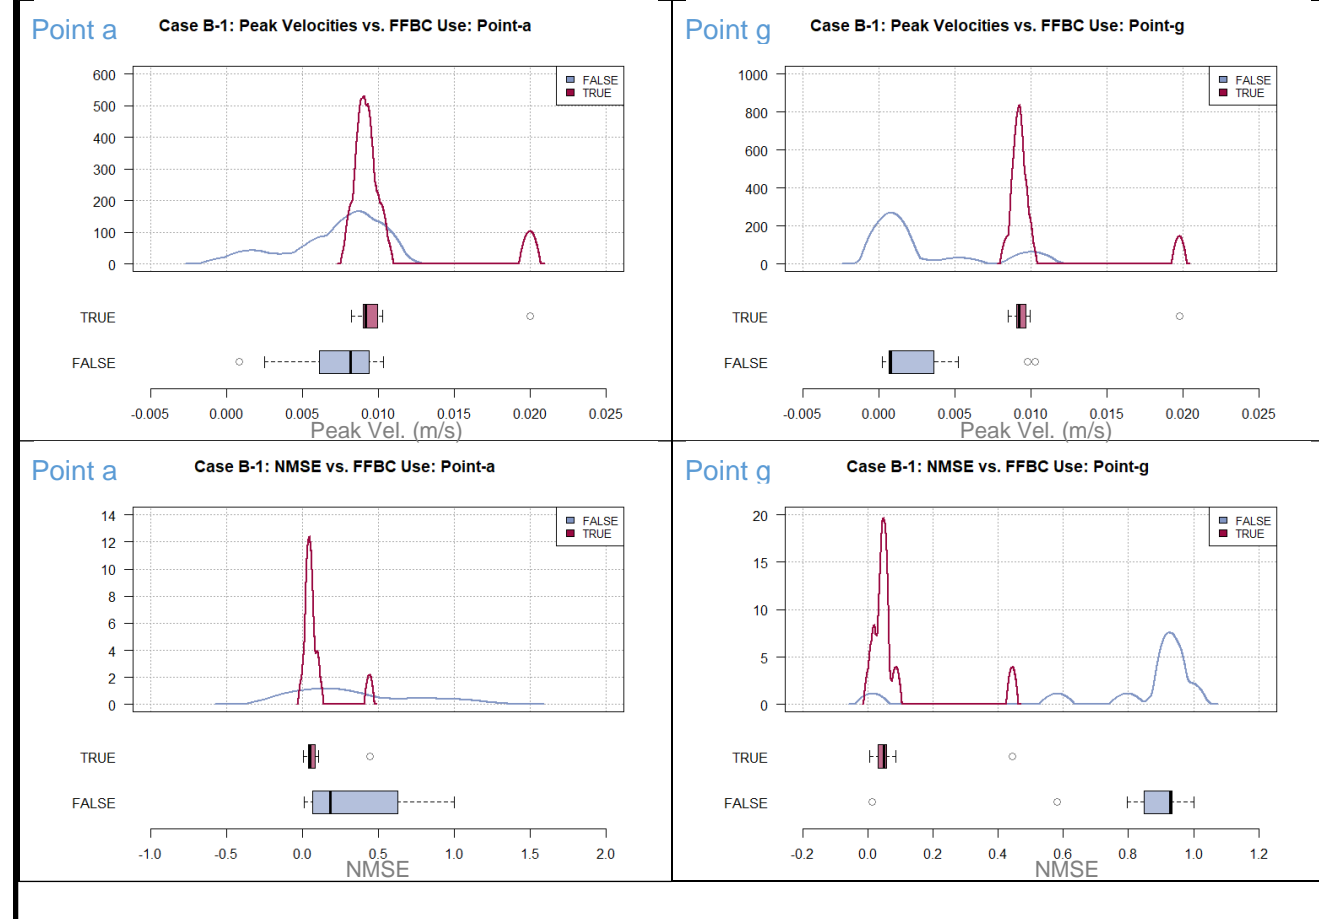 Point a
Case B-1: Peak Velocities vs. FFBC Use: Point-a
600
500
400
300
200
100
0
FALSE
TRUE
TRUE
FALSE
-0.005 0.000 0.005 0.010 0.015 0.020 0.025
Peak Vel. (m/s)
Point g
Case B-1: Peak Velocities vs. FFBC Use: Point-g
1000
800
600
400
200
0
FALSE
TRUE
TRUE
FALSE
-0.005 0.000 0.005 0.010 0.015 0.020 0.025
Peak Vel. (m/s)
Point a
Case B-1: NMSE vs. FFBC Use: Point-a
14
12
10
8
6
4
2
0
FALSE
TRUE
TRUE
FALSE
-1.0 -0.5 0.0 0.5 1.0 1.5 2.0
NMSE
Point g
Case B-1: NMSE vs. FFBC Use: Point-g
20
15
10
5
0
FALSE
TRUE
TRUE
FALSE
-0.2 0.0 0.2 0.4 0.6 0.8 1.0 1.2
NMSE